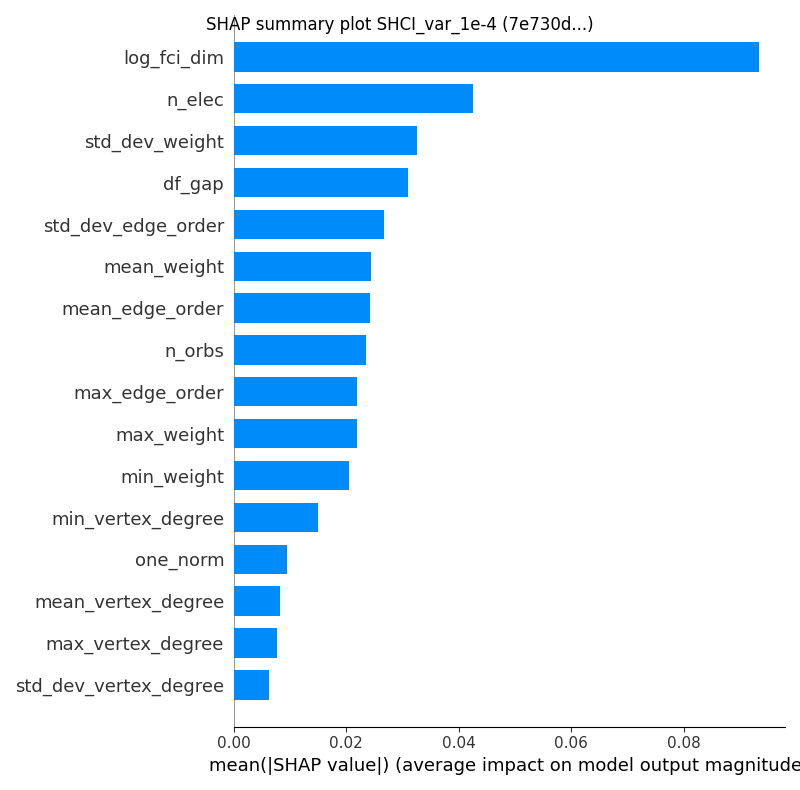 SHAP summary plot SHCI_var_1e-4 (7e730d...)
log_fci_dim
n_elec
std_dev_weight
df_gap
std_dev_edge_order
mean_weight
mean_edge_order
n_orbs
max_edge_order
max_weight
min_weight
min_vertex_degree
one_norm
mean_vertex_degree
max_vertex_degree
std_dev_vertex_degree
0.00 0.02 0.04 0.06 0.08
mean(|SHAP value|) (average impact on model output magnitude